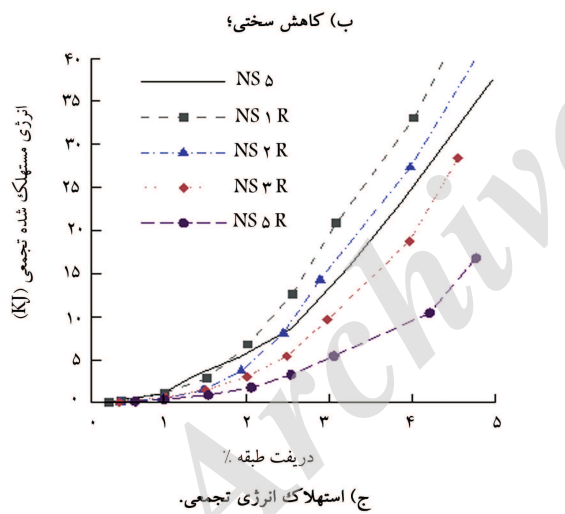 ب) کاهش سختی؛
انرژی مستهلک شده تجمعی (KJ)
۴۰
۳۵
۳۰
۲۵
۲۰
۱۵
۱۰
۵
۰
NS ۵
NS ۱ R
NS ۲ R
NS ۳ R
NS ۵ R
۰ ۱ ۲ ۳ ۴ ۵
دریفت طبقه ٪
ج) استهلاک انرژی تجمعی.
Archive